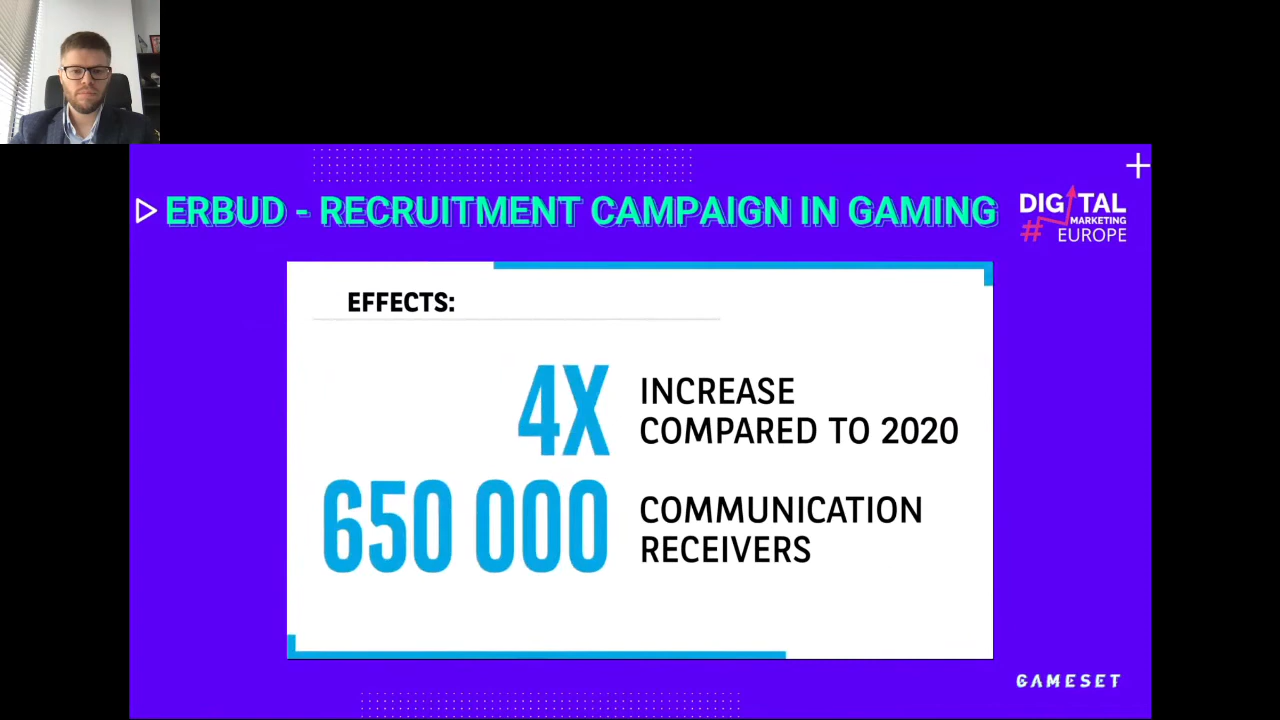 ERBUD - RECRUITMENT CAMPAIGN IN GAMING
DIGITAL
MARKETING
# EUROPE
EFFECTS:
4X
INCREASE
COMPARED TO 2020
650 000
COMMUNICATION
RECEIVERS
GAMESET